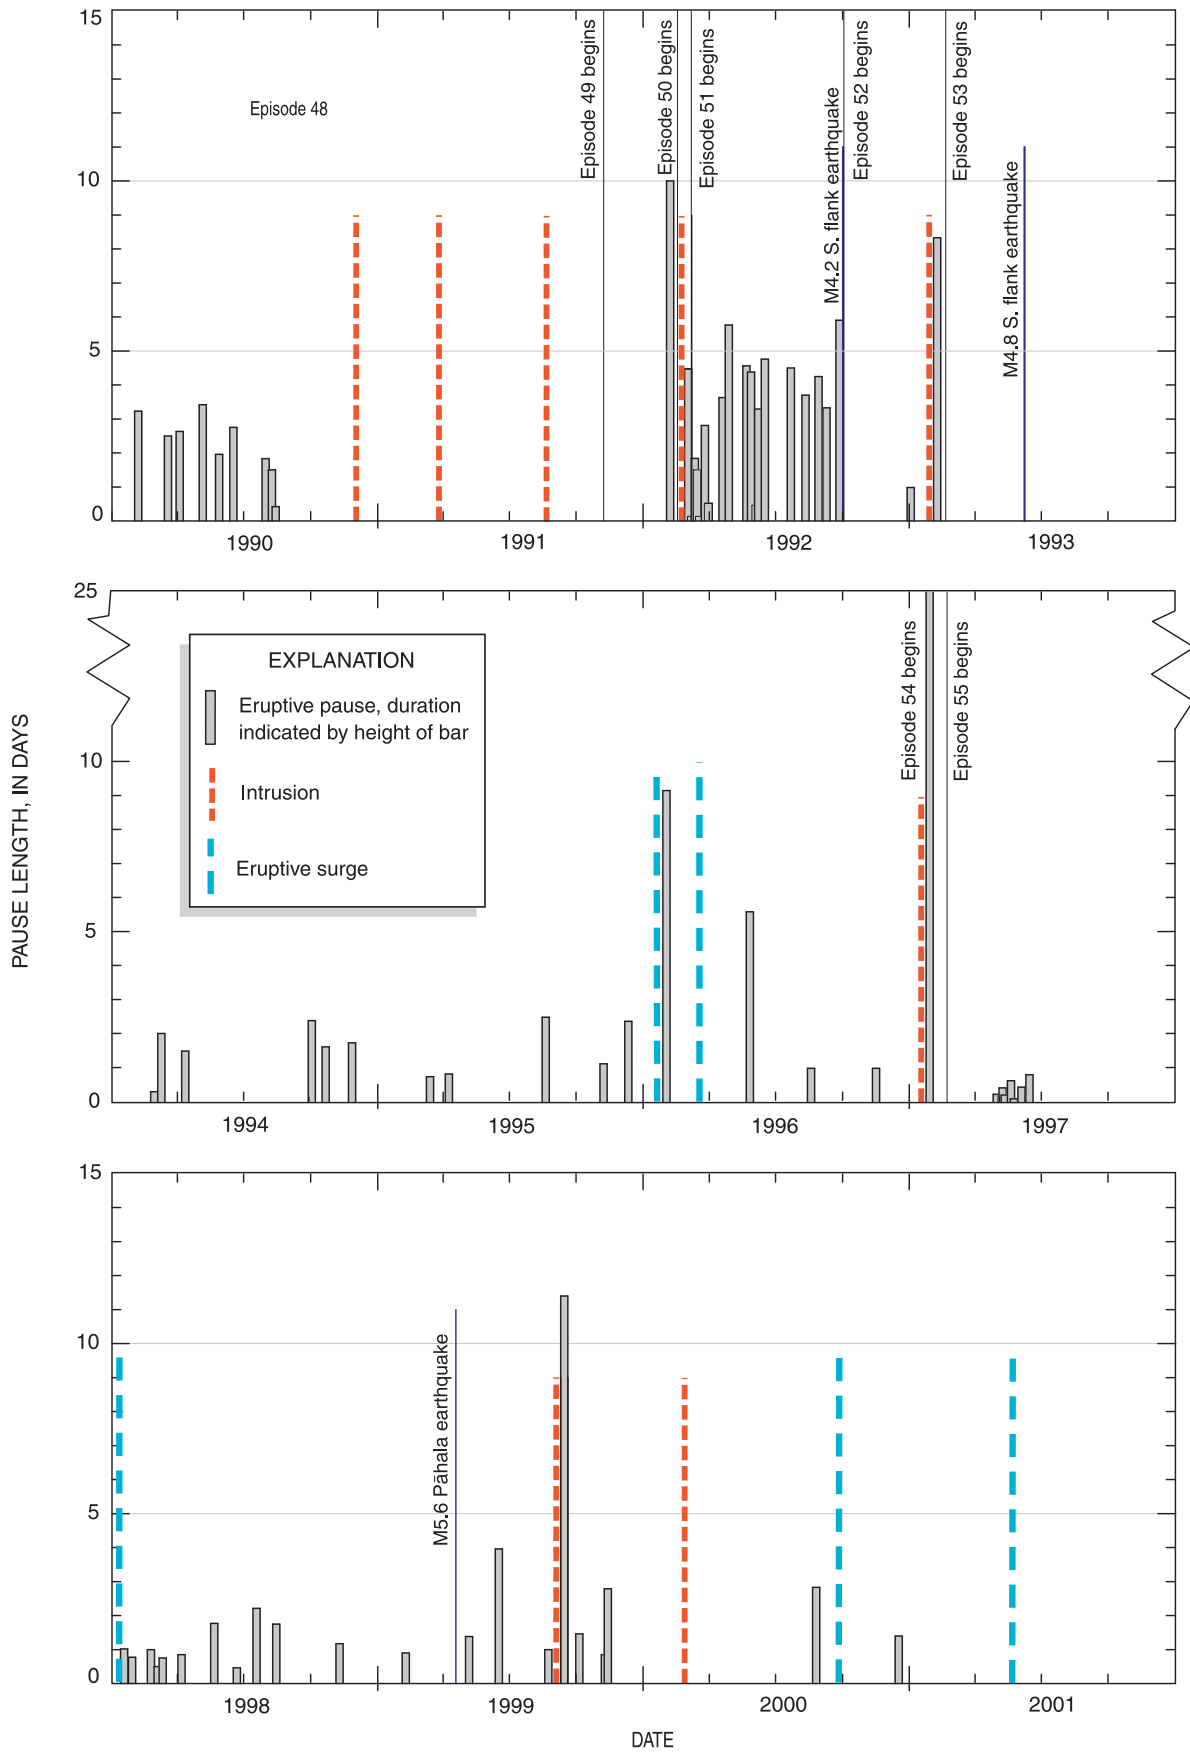 15
10
5
0
Episode 48
Episode 49 begins
Episode 50 begins
Episode 51 begins
M4.2 S. flank earthquake
Episode 52 begins
Episode 53 begins
M4.8 S. flank earthquake
1990
1991
1992
1993
PAUSE LENGTH, IN DAYS
25
10
5
0
EXPLANATION
Eruptive pause, duration
indicated by height of bar
Intrusion
Eruptive surge
Episode 54 begins
Episode 55 begins
1994
1995
1996
1997
15
10
5
0
M5.6 Pāhala earthquake
1998
1999
2000
2001
DATE